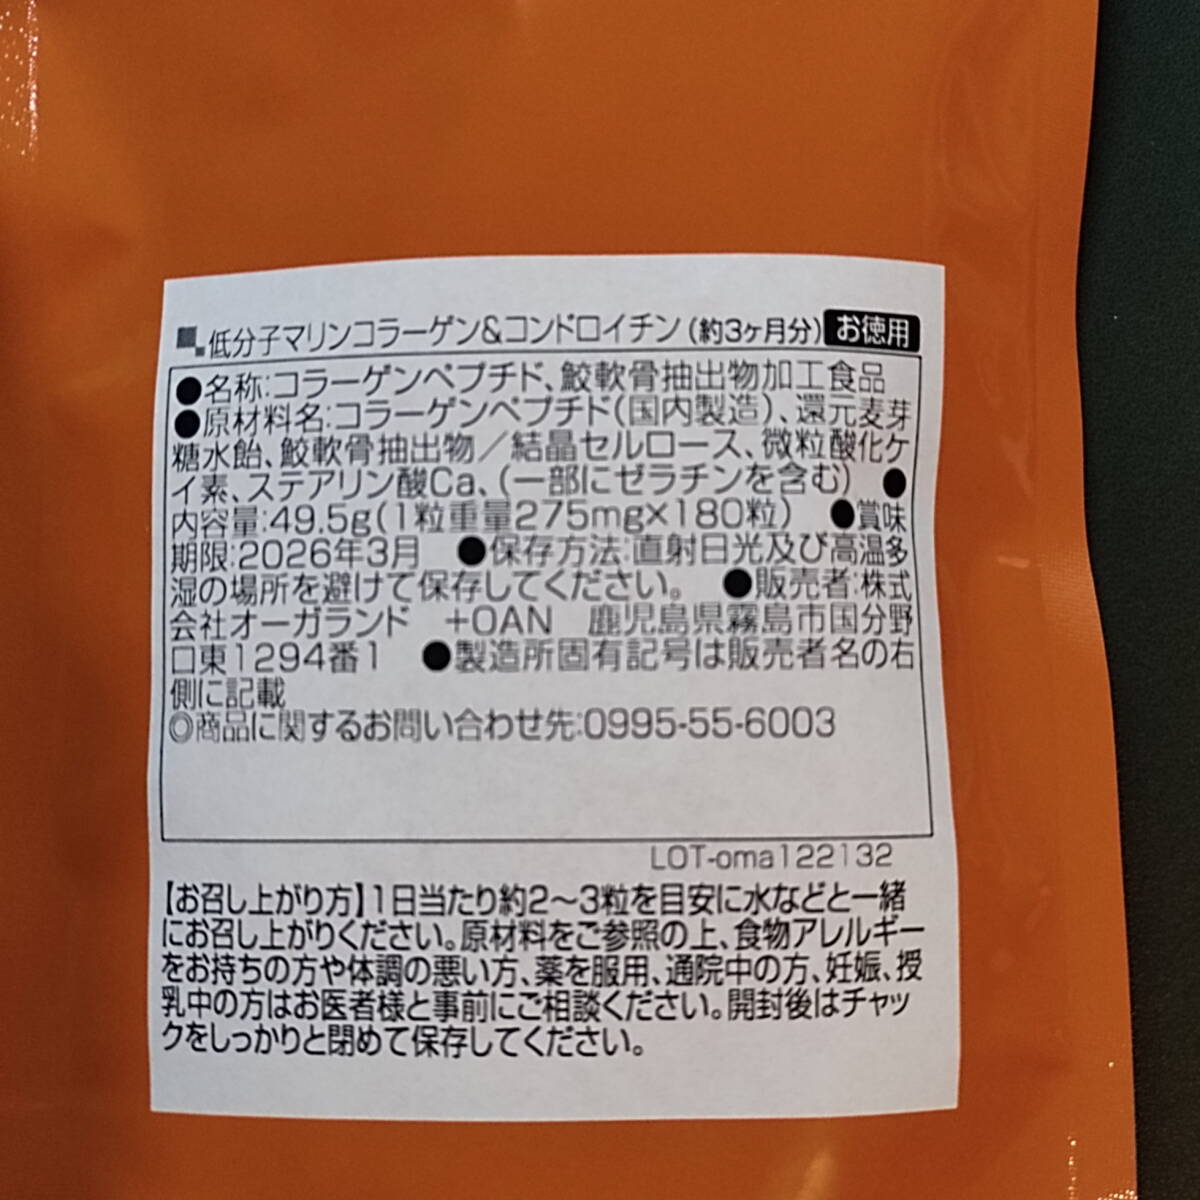 低分子マリンコラーゲン&コンドロイチン(約3ヶ月分) お徳用
●名称:コラーゲンペプチド、鮫軟骨抽出物加工食品
●原材料名:コラーゲンペプチド(国内製造)、還元麦芽
糖水飴、鮫軟骨抽出物/結晶セルロース、微粒酸化ケ
イ素、ステアリン酸Ca、(一部にゼラチンを含む) ●
内容量:49.5g(1粒重量275mg×180粒) ●賞味
期限:2026年3月 ●保存方法:直射日光及び高温多
湿の場所を避けて保存してください。 ●販売者:株式
会社オーガランド +OAN 鹿児島県霧島市国分野
口東1294番1 ●製造所固有記号は販売者名の右
側に記載
◎商品に関するお問い合わせ先:0995-55-6003
LOT-oma122132
【お召し上がり方】1日当たり約2～3粒を目安に水などと一緒
にお召し上がりください。原材料をご参照の上、食物アレルギー
をお持ちの方や体調の悪い方、薬を服用、通院中の方、妊娠、授
乳中の方はお医者様と事前にご相談ください。開封後はチャッ
クをしっかりと閉めて保存してください。